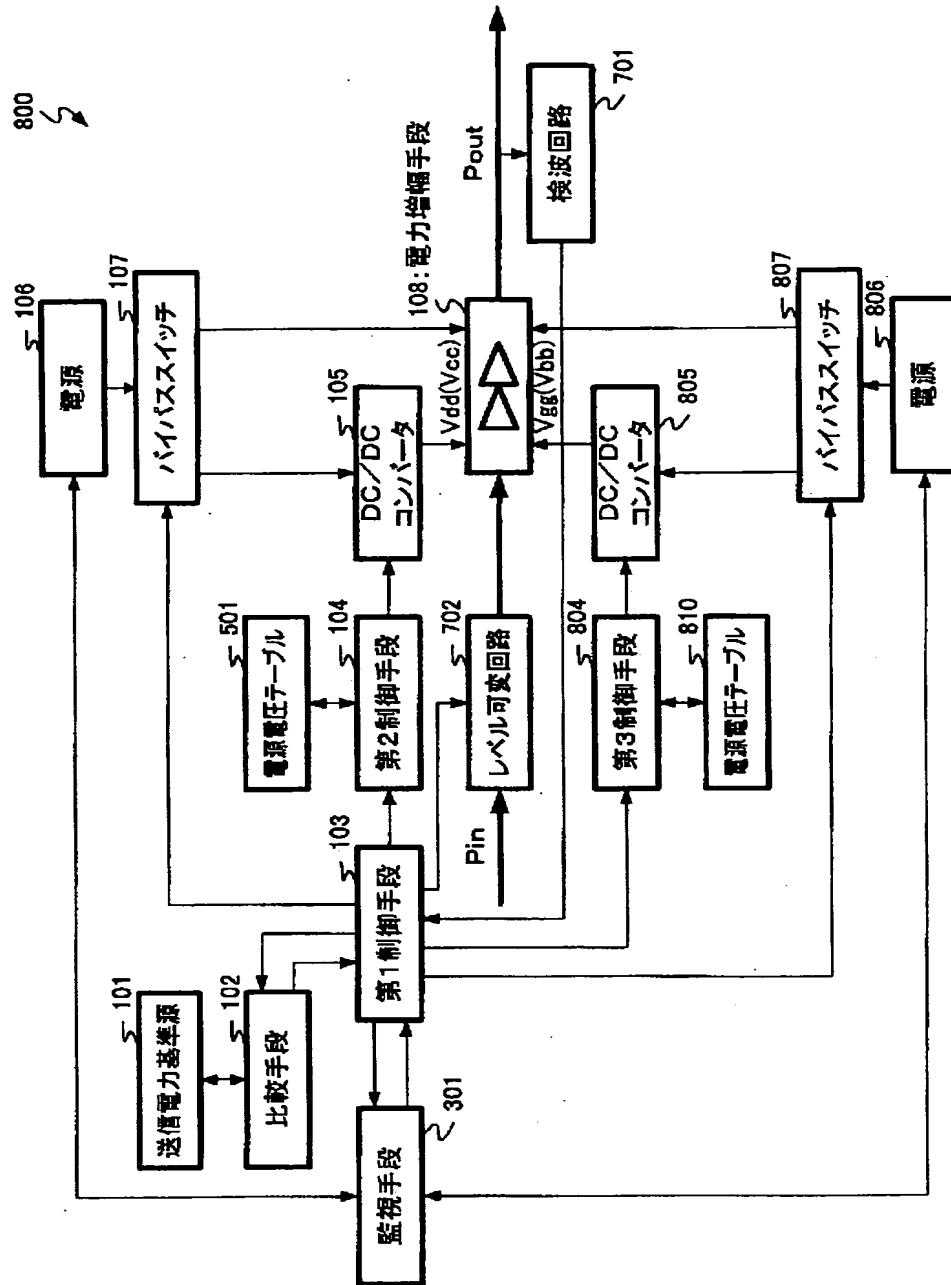 800
106
電源
107
バイパススイッチ
101
送信電力基準源
102
比較手段
103
第1制御手段
501
電源電圧テーブル
104
第2制御手段
105
DC/DC
コンバータ
Vdd(Vcc)
108:電力増幅手段
Pout
検波回路
701
301
監視手段
Pin
702
レベル可変回路
Vgg(Vbb)
804
第3制御手段
805
DC/DC
コンバータ
810
電源電圧テーブル
807
バイパススイッチ
806
電源